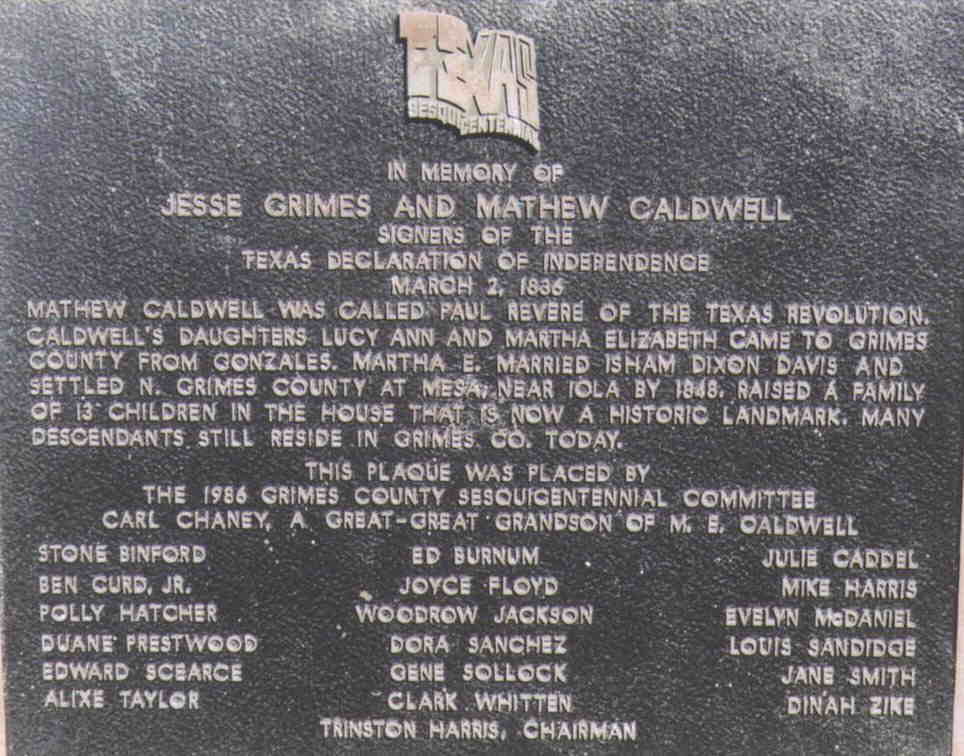 TEXAS
SESQUICENTENNIAL
IN MEMORY OF
JESSE GRIMES AND MATHEW CALDWELL
SIGNERS OF THE
TEXAS DECLARATION OF INDEPENDENCE
MARCH 2, 1836
MATHEW CALDWELL WAS CALLED PAUL REVERE OF THE TEXAS REVOLUTION.
CALDWELL'S DAUGHTERS LUCY ANN AND MARTHA ELIZABETH CAME TO GRIMES
COUNTY FROM GONZALES. MARTHA E. MARRIED ISHAM DIXON DAVIS AND
SETTLED N. GRIMES COUNTY AT MESA, NEAR IOLA BY 1848. RAISED A FAMILY
OF 13 CHILDREN IN THE HOUSE THAT IS NOW A HISTORIC LANDMARK. MANY
DESCENDANTS STILL RESIDE IN GRIMES CO. TODAY.
THIS PLAQUE WAS PLACED BY
THE 1986 GRIMES COUNTY SESQUICENTENNIAL COMMITTEE
CARL CHANEY, A GREAT-GREAT GRANDSON OF M. E. CALDWELL
STONE BINFORD ED BURNUM JULIE CADDEL
BEN CURD, JR. JOYCE FLOYD MIKE HARRIS
POLLY HATCHER WOODROW JACKSON EVELYN McDANIEL
DUANE PRESTWOOD DORA SANCHEZ LOUIS SANDIDGE
EDWARD SCEARCE GENE SOLLOCK JANE SMITH
ALIXE TAYLOR CLARK WHITTEN DINAH ZIKE
TRINSTON HARRIS, CHAIRMAN